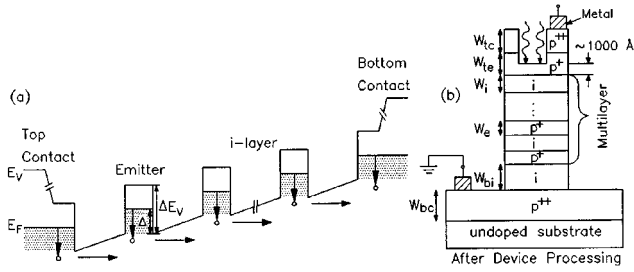 (a)
Top
Contact
E_V
E_F
Emitter
Δ
ΔE_V
i-layer
Bottom
Contact
(b)
Metal
W_tc
p++
W_te
p+
~1000 Å
W_i
i
⋮
W_e
p+
p+
W_bi
i
Multilayer
W_bc
p++
undoped substrate
After Device Processing